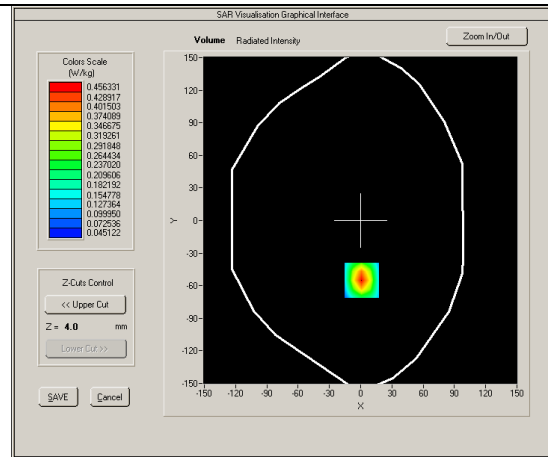 SAR Visualisation Graphical Interface
Volume Radiated Intensity
Zoom In/Out
Colors Scale
(W/kg)
0.456331
0.428917
0.401503
0.374089
0.346675
0.319261
0.291848
0.264434
0.237020
0.209606
0.182192
0.154778
0.127364
0.099950
0.072536
0.045122
Z-Cuts Control
<< Upper Cut
Z = 4.0 mm
Lower Cut >>
SAVE Cancel
150
120
90
60
30
0
-30
-60
-90
-120
-150
Y
-150 -120 -90 -60 -30 0 30 60 90 120 150
X